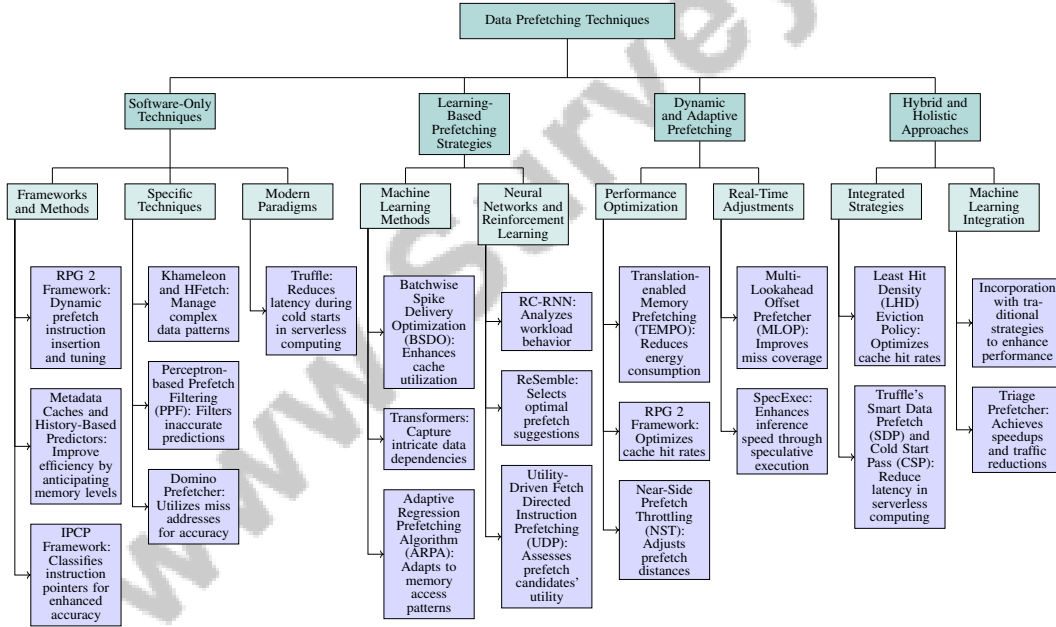 Data Prefetching Techniques
Software-Only
Techniques
Learning-
Based
Prefetching
Strategies
Dynamic
and Adaptive
Prefetching
Hybrid and
Holistic
Approaches
Frameworks
and Methods
Specific
Techniques
Modern
Paradigms
Machine
Learning
Methods
Neural
Networks and
Reinforcement
Learning
Performance
Optimization
Real-Time
Adjustments
Integrated
Strategies
Machine
Learning
Integration
RPG 2
Framework:
Dynamic
prefetch
instruction
insertion
and tuning
Metadata
Caches and
History-Based
Predictors:
Improve
efficiency by
anticipating
memory levels
IPCP
Framework:
Classifies
instruction
pointers for
enhanced
accuracy
Khameleon
and HFetch:
Manage
complex
data patterns
Perceptron-
based Prefetch
Filtering
(PPF): Filters
inaccurate
predictions
Domino
Prefetcher:
Utilizes miss
addresses
for accuracy
Truffle:
Reduces
latency during
cold starts
in serverless
computing
Batchwise
Spike
Delivery
Optimization
(BSDO):
Enhances
cache
utilization
Transformers:
Capture
intricate data
dependencies
Adaptive
Regression
Prefetching
Algorithm
(ARPA):
Adapts to
memory
access
patterns
RC-RNN:
Analyzes
workload
behavior
ReSemble:
Selects
optimal
prefetch
suggestions
Utility-
Driven Fetch
Directed
Instruction
Prefetching
(UDP):
Assesses
prefetch
candidates'
utility
Translation-
enabled
Memory
Prefetching
(TEMPO):
Reduces
energy
consumption
RPG 2
Framework:
Optimizes
cache hit rates
Near-Side
Prefetch
Throttling
(NST):
Adjusts
prefetch
distances
Multi-
Lookahead
Offset
Prefetcher
(MLOP):
Improves
miss coverage
SpecExec:
Enhances
inference
speed through
speculative
execution
Least Hit
Density
(LHD)
Eviction
Policy:
Optimizes
cache hit rates
Truffle's
Smart Data
Prefetch
(SDP) and
Cold Start
Pass (CSP):
Reduce
latency in
serverless
computing
Incorporation
with tra-
ditional
strategies
to enhance
performance
Triage
Prefetcher:
Achieves
speedups
and traffic
reductions
www.Survey